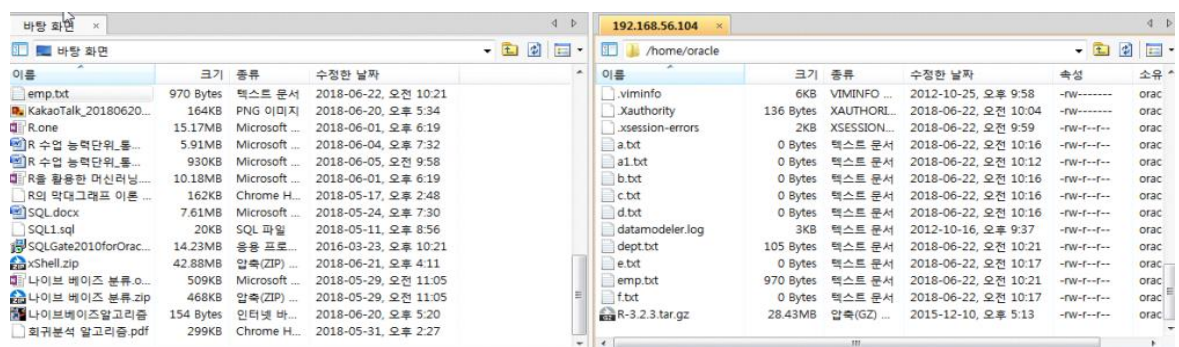 바탕 화면
바탕 화면
이름 크기 종류 수정한 날짜
emp.txt 970 Bytes 텍스트 문서 2018-06-22, 오전 10:21
KakaoTalk_20180620... 164KB PNG 이미지 2018-06-20, 오후 5:34
R.one 15.17MB Microsoft ... 2018-06-01, 오후 6:19
R 수업 능력단위_통... 5.91MB Microsoft ... 2018-06-04, 오후 7:32
R 수업 능력단위_통... 930KB Microsoft ... 2018-06-05, 오전 9:58
R을 활용한 머신러닝.... 10.18MB Microsoft ... 2018-06-01, 오후 6:19
R의 막대그래프 이론 ... 162KB Chrome H... 2018-05-17, 오후 2:48
SQL.docx 7.61MB Microsoft ... 2018-05-24, 오후 7:30
SQL1.sql 20KB SQL 파일 2018-05-11, 오후 8:56
SQLGate2010forOrac... 14.23MB 응용 프로... 2016-03-23, 오후 10:21
xShell.zip 42.88MB 압축(ZIP) ... 2018-06-21, 오후 4:11
나이브 베이즈 분류.o... 509KB Microsoft ... 2018-05-29, 오전 11:05
나이브 베이즈 분류.zip 468KB 압축(ZIP) ... 2018-05-29, 오전 11:05
나이브베이즈알고리즘 154 Bytes 인터넷 바... 2018-06-20, 오후 5:20
회귀분석 알고리즘.pdf 299KB Chrome H... 2018-05-31, 오후 2:27
192.168.56.104
/home/oracle
이름 크기 종류 수정한 날짜 속성 소유
.viminfo 6KB VIMINFO ... 2012-10-25, 오후 9:58 -rw------- orac
.Xauthority 136 Bytes XAUTHORI... 2018-06-22, 오전 10:04 -rw------- orac
.xsession-errors 2KB XSESSION... 2018-06-22, 오전 9:59 -rw-r--r-- orac
a.txt 0 Bytes 텍스트 문서 2018-06-22, 오전 10:16 -rw-r--r-- orac
a1.txt 0 Bytes 텍스트 문서 2018-06-22, 오전 10:12 -rw-r--r-- orac
b.txt 0 Bytes 텍스트 문서 2018-06-22, 오전 10:16 -rw-r--r-- orac
c.txt 0 Bytes 텍스트 문서 2018-06-22, 오전 10:16 -rw-r--r-- orac
d.txt 0 Bytes 텍스트 문서 2018-06-22, 오전 10:16 -rw-r--r-- orac
datamodeler.log 3KB 텍스트 문서 2012-10-16, 오후 9:37 -rw-r--r-- orac
dept.txt 105 Bytes 텍스트 문서 2018-06-22, 오전 10:21 -rw-r--r-- orac
e.txt 0 Bytes 텍스트 문서 2018-06-22, 오전 10:17 -rw-r--r-- orac
emp.txt 970 Bytes 텍스트 문서 2018-06-22, 오전 10:21 -rw-r--r-- orac
f.txt 0 Bytes 텍스트 문서 2018-06-22, 오전 10:17 -rw-r--r-- orac
R-3.2.3.tar.gz 28.43MB 압축(GZ) ... 2015-12-10, 오후 5:13 -rw-r--r-- orac